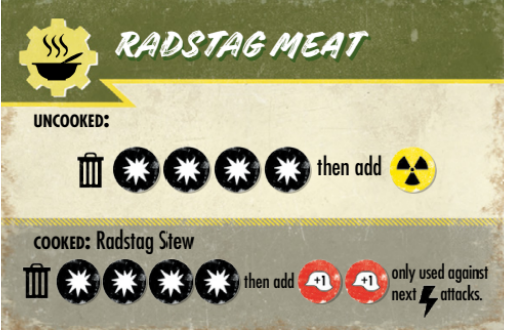 RADSTAG MEAT
UNCOOKED:
then add
COOKED: Radstag Stew
then add +1 +1 only used against
next attacks.